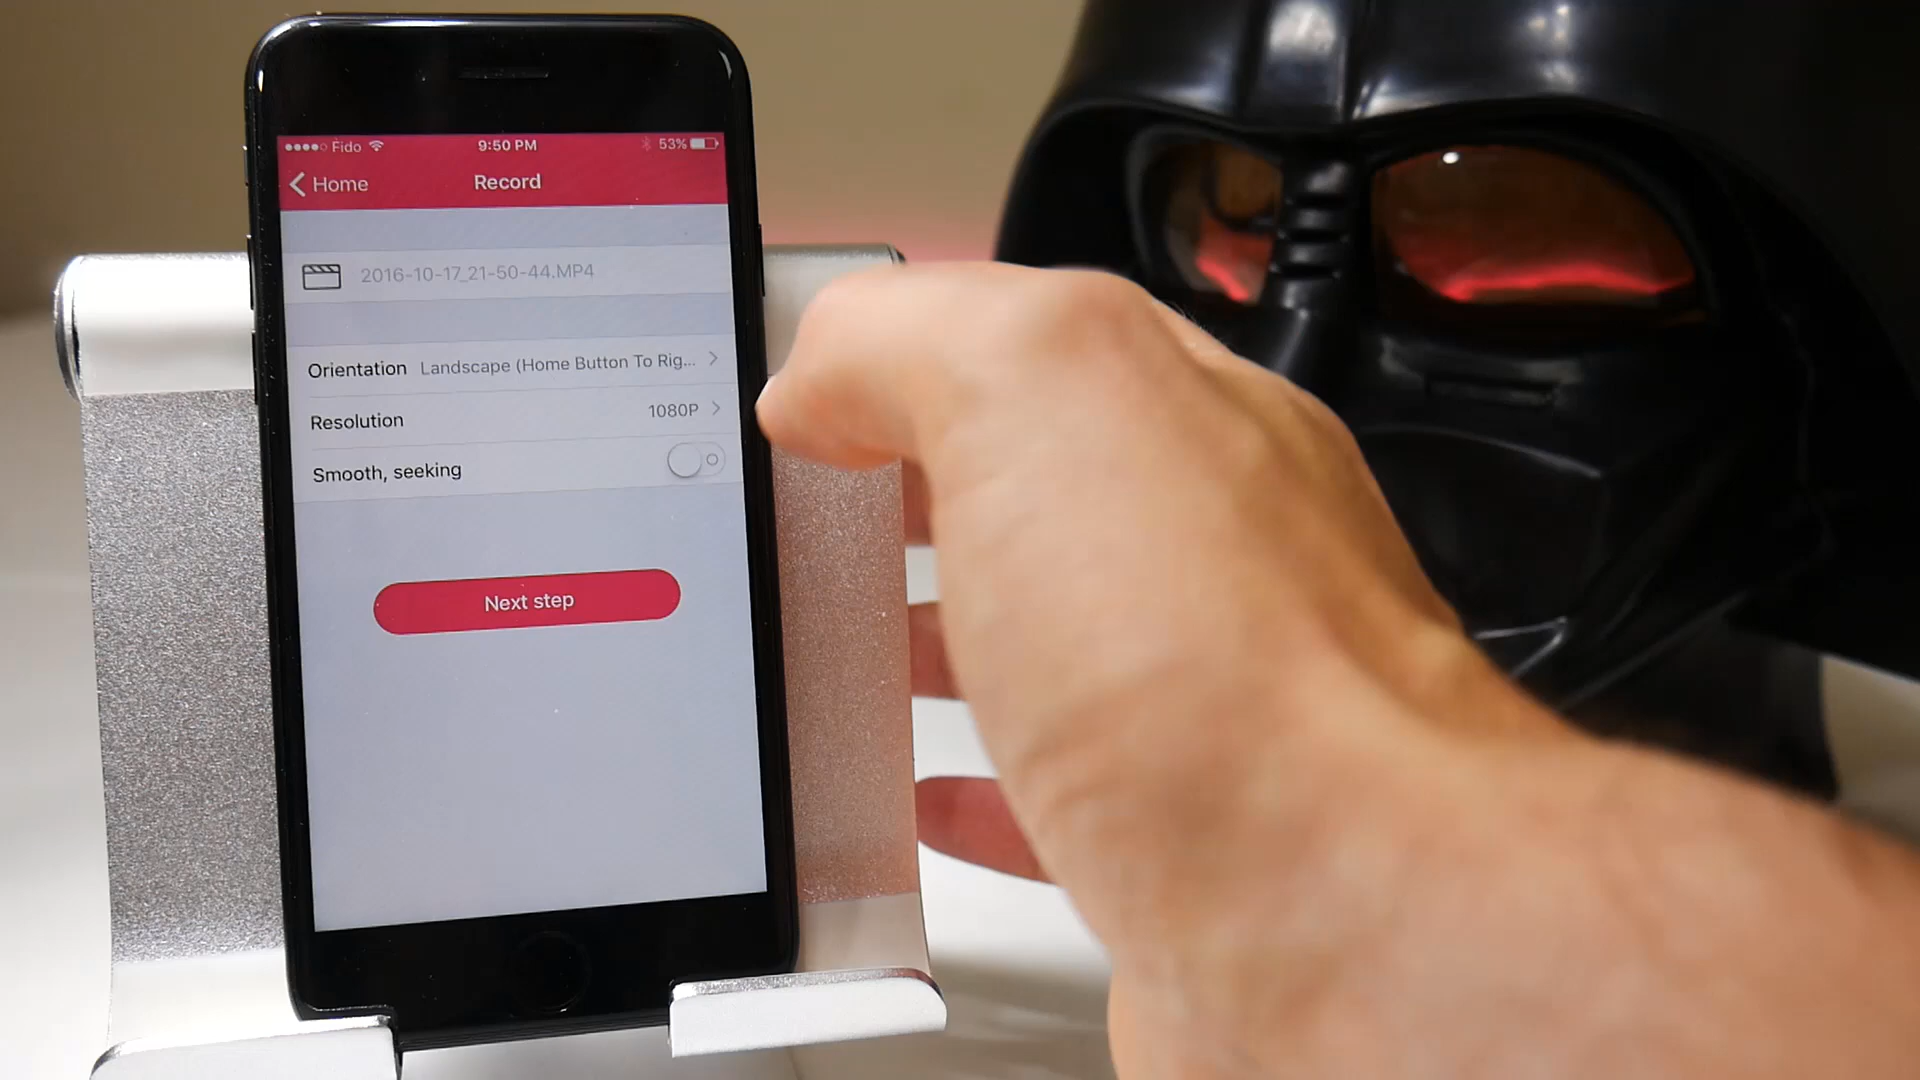 Fido 9:50 PM 53%
Home Record
2016-10-17_21-50-44.MP4
Orientation Landscape (Home Button To Rig...
Resolution 1080P
Smooth, seeking
Next step